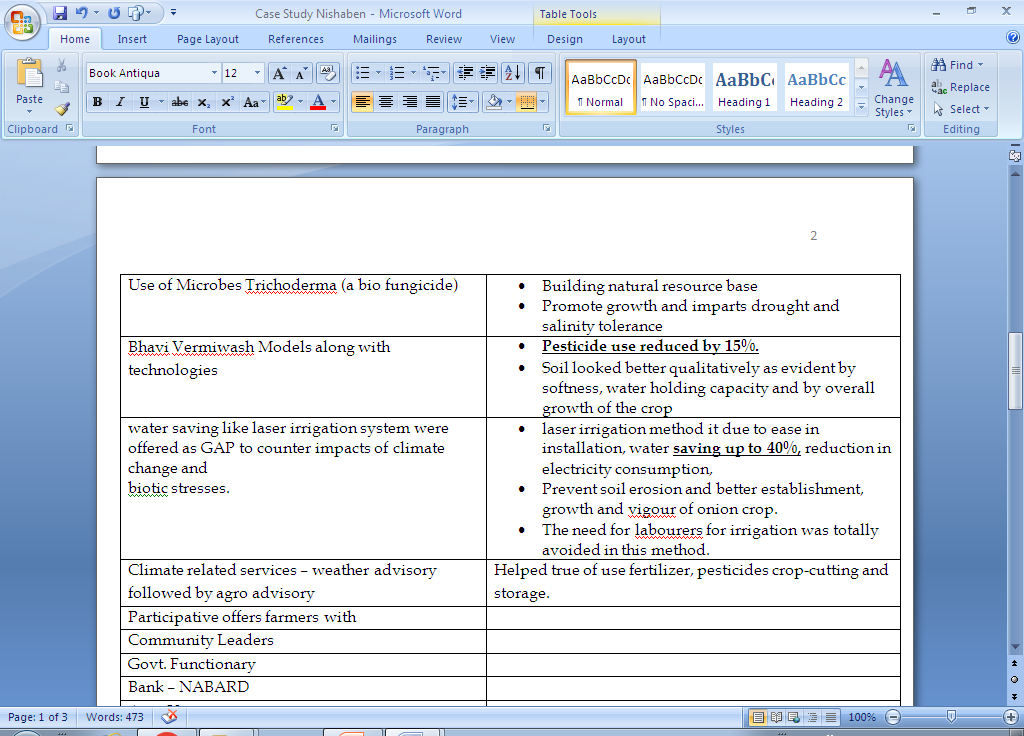 Case Study Nishaben - Microsoft Word
Table Tools
Home Insert Page Layout References Mailings Review View Design Layout
Paste
Book Antiqua 12
AaBbCcDc AaBbCcDc AaBbCc AaBbCc
¶ Normal ¶ No Spaci... Heading 1 Heading 2
Change Styles
Find
Replace
Select
Clipboard Font Paragraph Styles Editing
2
Use of Microbes Trichoderma (a bio fungicide)
• Building natural resource base
• Promote growth and imparts drought and
salinity tolerance
Bhavi Vermiwash Models along with
technologies
• Pesticide use reduced by 15%.
• Soil looked better qualitatively as evident by
softness, water holding capacity and by overall
growth of the crop
water saving like laser irrigation system were
offered as GAP to counter impacts of climate
change and
biotic stresses.
• laser irrigation method it due to ease in
installation, water saving up to 40%, reduction in
electricity consumption,
• Prevent soil erosion and better establishment,
growth and vigour of onion crop.
• The need for labourers for irrigation was totally
avoided in this method.
Climate related services – weather advisory
followed by agro advisory
Helped true of use fertilizer, pesticides crop-cutting and
storage.
Participative offers farmers with
Community Leaders
Govt. Functionary
Bank – NABARD
Page: 1 of 3 Words: 473 100%